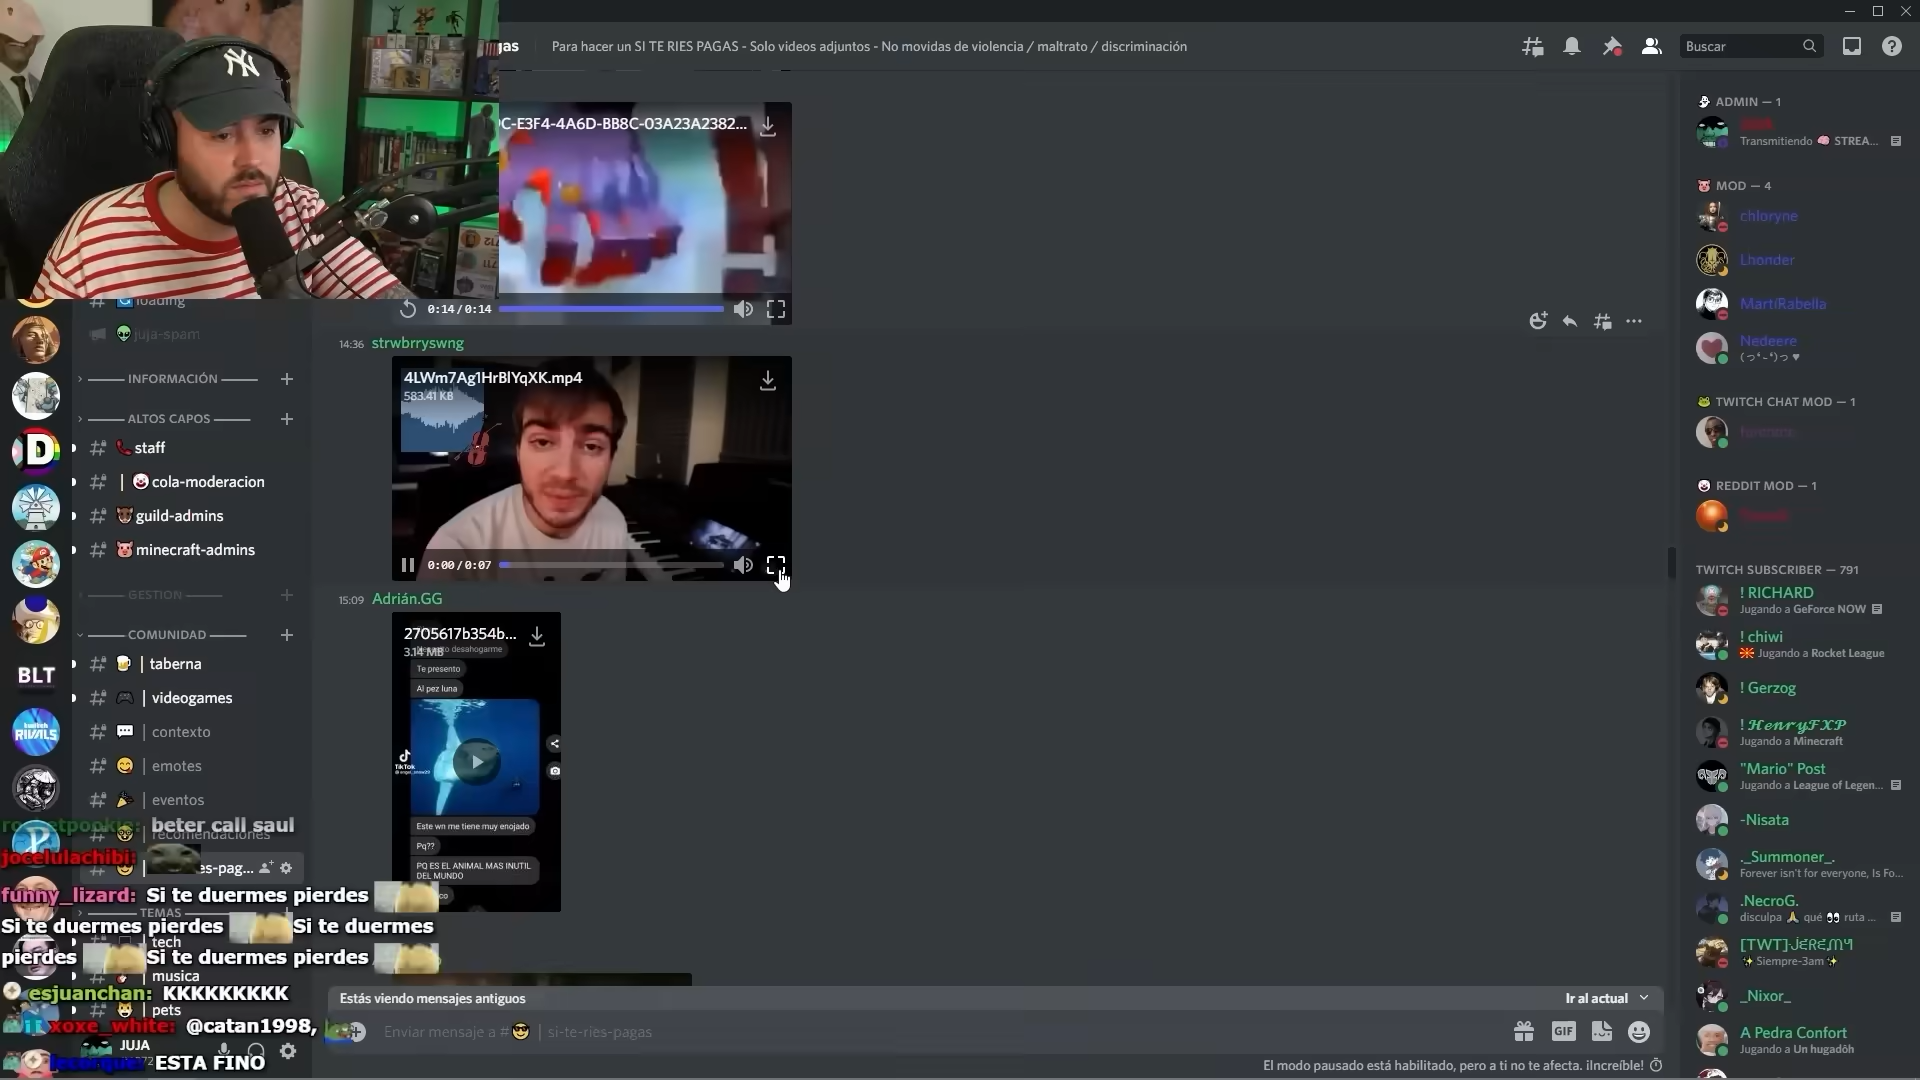 gas
Para hacer un SI TE RIES PAGAS - Solo videos adjuntos - No movidas de violencia / maltrato / discriminación
Buscar
C-E3F4-4A6D-BB8C-03A23A2382...
0:14/0:14
14:36 strwbrryswng
4LWm7Ag1HrBlYqXK.mp4
583.41 KB
0:00/0:07
15:09 Adrián.GG
2705617b354b...
3.14 MB
desahogarme
Te presento
Al pez luna
TikTok
Este wn me tiene muy enojado
Pq??
PQ ES EL ANIMAL MAS INUTIL
DEL MUNDO
loading
juja-spam
INFORMACIÓN
ALTOS CAPOS
staff
cola-moderacion
guild-admins
minecraft-admins
GESTION
COMUNIDAD
taberna
videogames
contexto
emotes
eventos
recomendaciones
es-pag...
TEMAS
tech
musica
pets
D
BLT
twitch
RIVALS
beter call saul
jocelulachibi:
funny_lizard: Si te duermes pierdes
Si te duermes pierdes Si te duermes
pierdes Si te duermes pierdes
esjuanchan: KKKKKKKKK
xoxe_white: @catan1998,
ESTA FINO
JUJA
Estás viendo mensajes antiguos
Ir al actual
Enviar mensaje a # | si-te-ries-pagas
GIF
El modo pausado está habilitado, pero a ti no te afecta. ¡Increíble!
ADMIN — 1
Transmitiendo STREA...
MOD — 4
chloryne
Lhonder
MartiRabella
Nedeere
TWITCH CHAT MOD — 1
REDDIT MOD — 1
TWITCH SUBSCRIBER — 791
! RICHARD
Jugando a GeForce NOW
! chiwi
Jugando a Rocket League
! Gerzog
! 𝓗𝓮𝓷𝓻𝔂𝓕𝓧𝓟
Jugando a Minecraft
"Mario" Post
Jugando a League of Legen...
-Nisata
._Summoner_.
Forever isn't for everyone, Is Fo...
.NecroG.
disculpa 🙏 qué 👀 ruta ...
✨Siempre-3am✨
_Nixor_
A Pedra Confort
Jugando a Un hugadôh